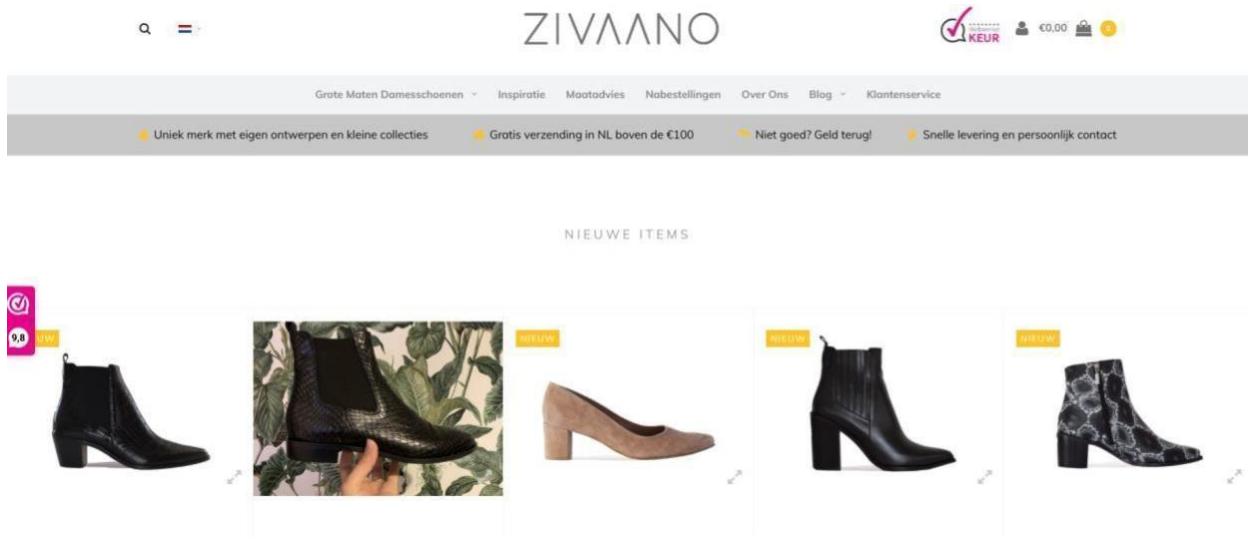 ZIVAANO
KEUR
€0,00
0
Grote Maten Damesschoenen
Inspiratie
Maatadvies
Nabestellingen
Over Ons
Blog
Klantenservice
Uniek merk met eigen ontwerpen en kleine collecties
Gratis verzending in NL boven de €100
Niet goed? Geld terug!
Snelle levering en persoonlijk contact
NIEUWE ITEMS
9,8
UW
NIEUW
NIEUW
NIEUW